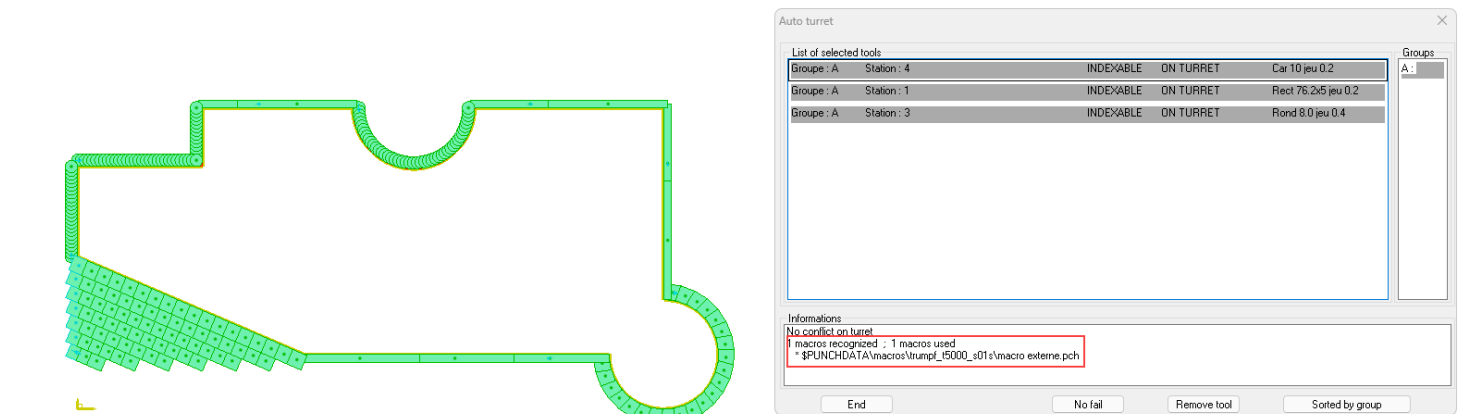 Auto turret
List of selected tools
Groups
Groupe : A Station : 4 INDEXABLE ON TURRET Car 10 jeu 0.2
A :
Groupe : A Station : 1 INDEXABLE ON TURRET Rect 76.2x5 jeu 0.2
Groupe : A Station : 3 INDEXABLE ON TURRET Rond 8.0 jeu 0.4
Informations
No conflict on turret
1 macros recognized ; 1 macros used
* $PUNCHDATA\macros\trumpf_t5000_s01s\macro externe.pch
End
No fail
Remove tool
Sorted by group